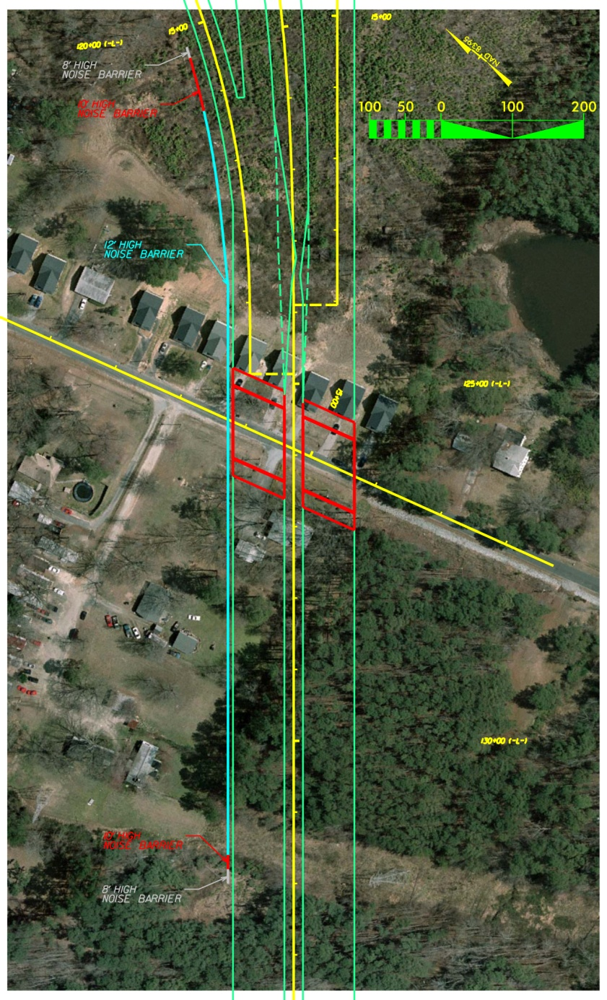 15+00
15+00
120+00 (-L-)
8' HIGH
NOISE BARRIER
NAD 83/95
10' HIGH
NOISE BARRIER
100 50 0 100 200
12' HIGH
NOISE BARRIER
125+00 (-L-)
15+00
130+00 (-L-)
10' HIGH
NOISE BARRIER
8' HIGH
NOISE BARRIER